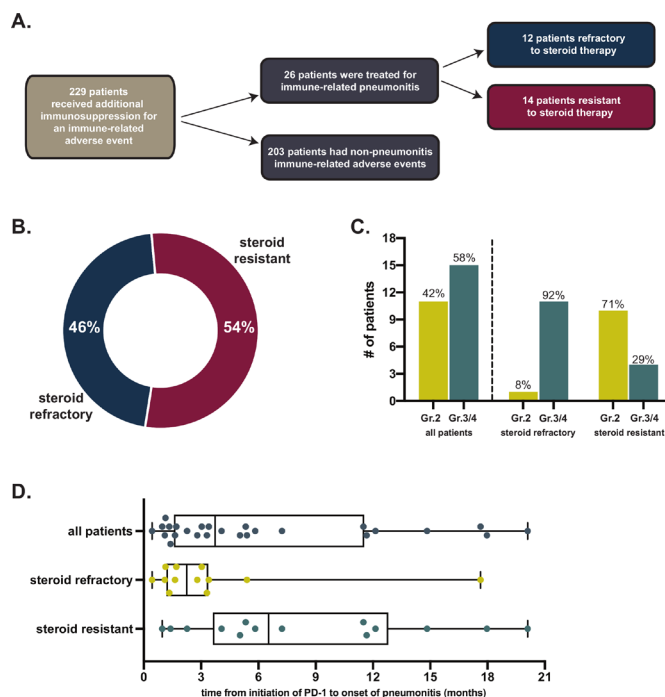 A.
229 patients
received additional
immunosuppression for
an immune-related
adverse event
26 patients were treated for
immune-related pneumonitis
203 patients had non-pneumonitis
immune-related adverse events
12 patients refractory
to steroid therapy
14 patients resistant
to steroid therapy
B.
steroid
resistant
46%
54%
steroid
refractory
C.
# of patients
18
15
12
9
6
3
0
42%
58%
8%
92%
71%
29%
Gr.2 Gr.3/4
all patients
Gr.2 Gr.3/4
steroid refractory
Gr.2 Gr.3/4
steroid resistant
D.
all patients
steroid refractory
steroid resistant
0 3 6 9 12 15 18 21
time from initiation of PD-1 to onset of pneumonitis (months)